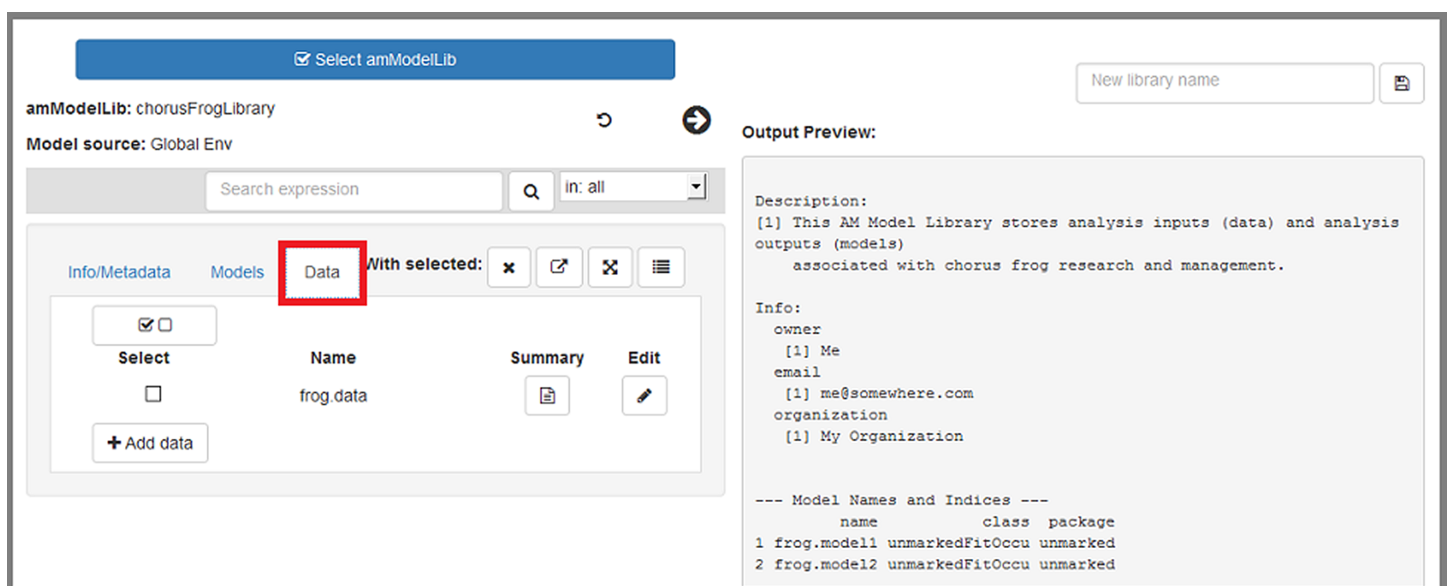 Select amModelLib
amModelLib: chorusFrogLibrary
Model source: Global Env
Search expression
in: all
Info/Metadata Models Data With selected:
Select Name Summary Edit
frog.data
Add data
New library name
Output Preview:
Description:
[1] This AM Model Library stores analysis inputs (data) and analysis
outputs (models)
associated with chorus frog research and management.
Info:
owner
[1] Me
email
[1] me@somewhere.com
organization
[1] My Organization
--- Model Names and Indices ---
name class package
1 frog.model1 unmarkedFitOccu unmarked
2 frog.model2 unmarkedFitOccu unmarked